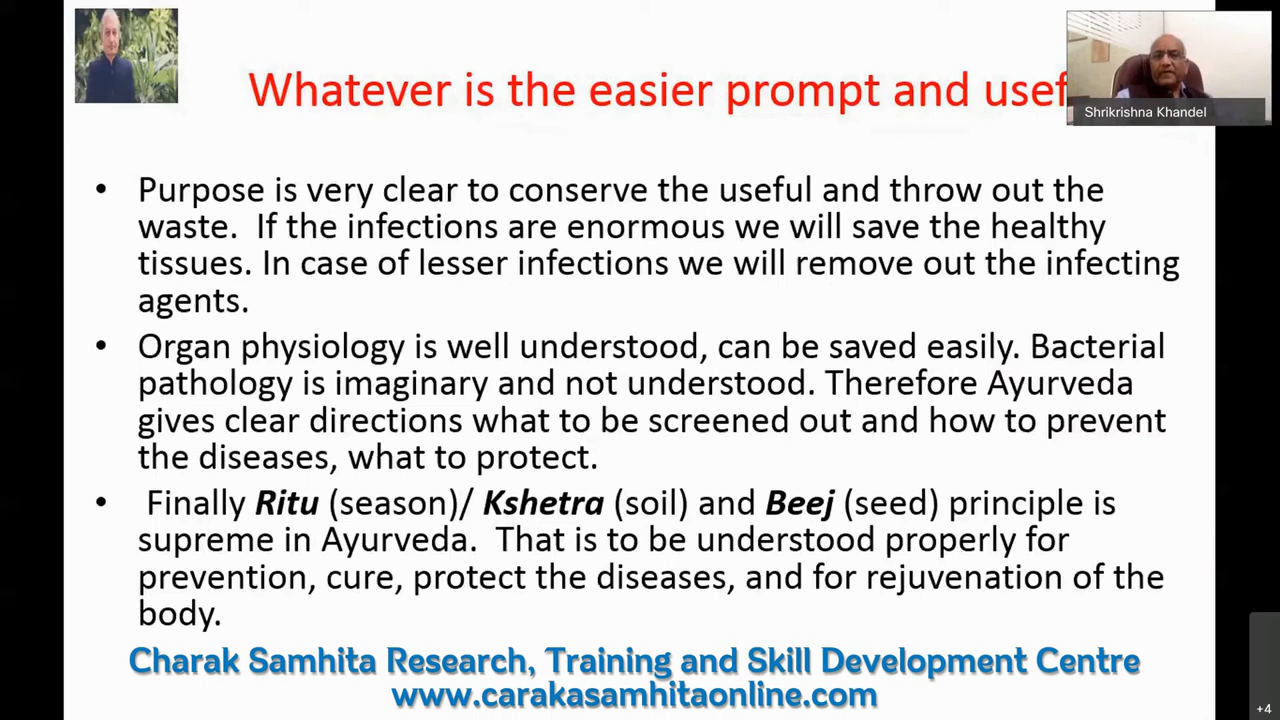 Whatever is the easier prompt and usef
Shrikrishna Khandel
• Purpose is very clear to conserve the useful and throw out the
waste.  If the infections are enormous we will save the healthy
tissues. In case of lesser infections we will remove out the infecting
agents.
• Organ physiology is well understood, can be saved easily. Bacterial
pathology is imaginary and not understood. Therefore Ayurveda
gives clear directions what to be screened out and how to prevent
the diseases, what to protect.
• Finally Ritu (season)/ Kshetra (soil) and Beej (seed) principle is
supreme in Ayurveda.  That is to be understood properly for
prevention, cure, protect the diseases, and for rejuvenation of the
body.
Charak Samhita Research, Training and Skill Development Centre
www.carakasamhitaonline.com
+4